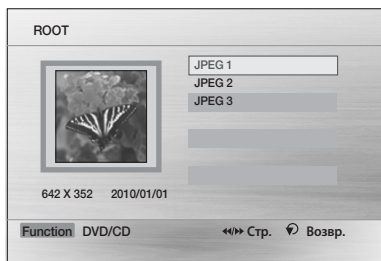 ROOT
JPEG 1
JPEG 2
JPEG 3
642 X 352 2010/01/01
Function DVD/CD ◂◂/▸▸ Стр. Возвр.